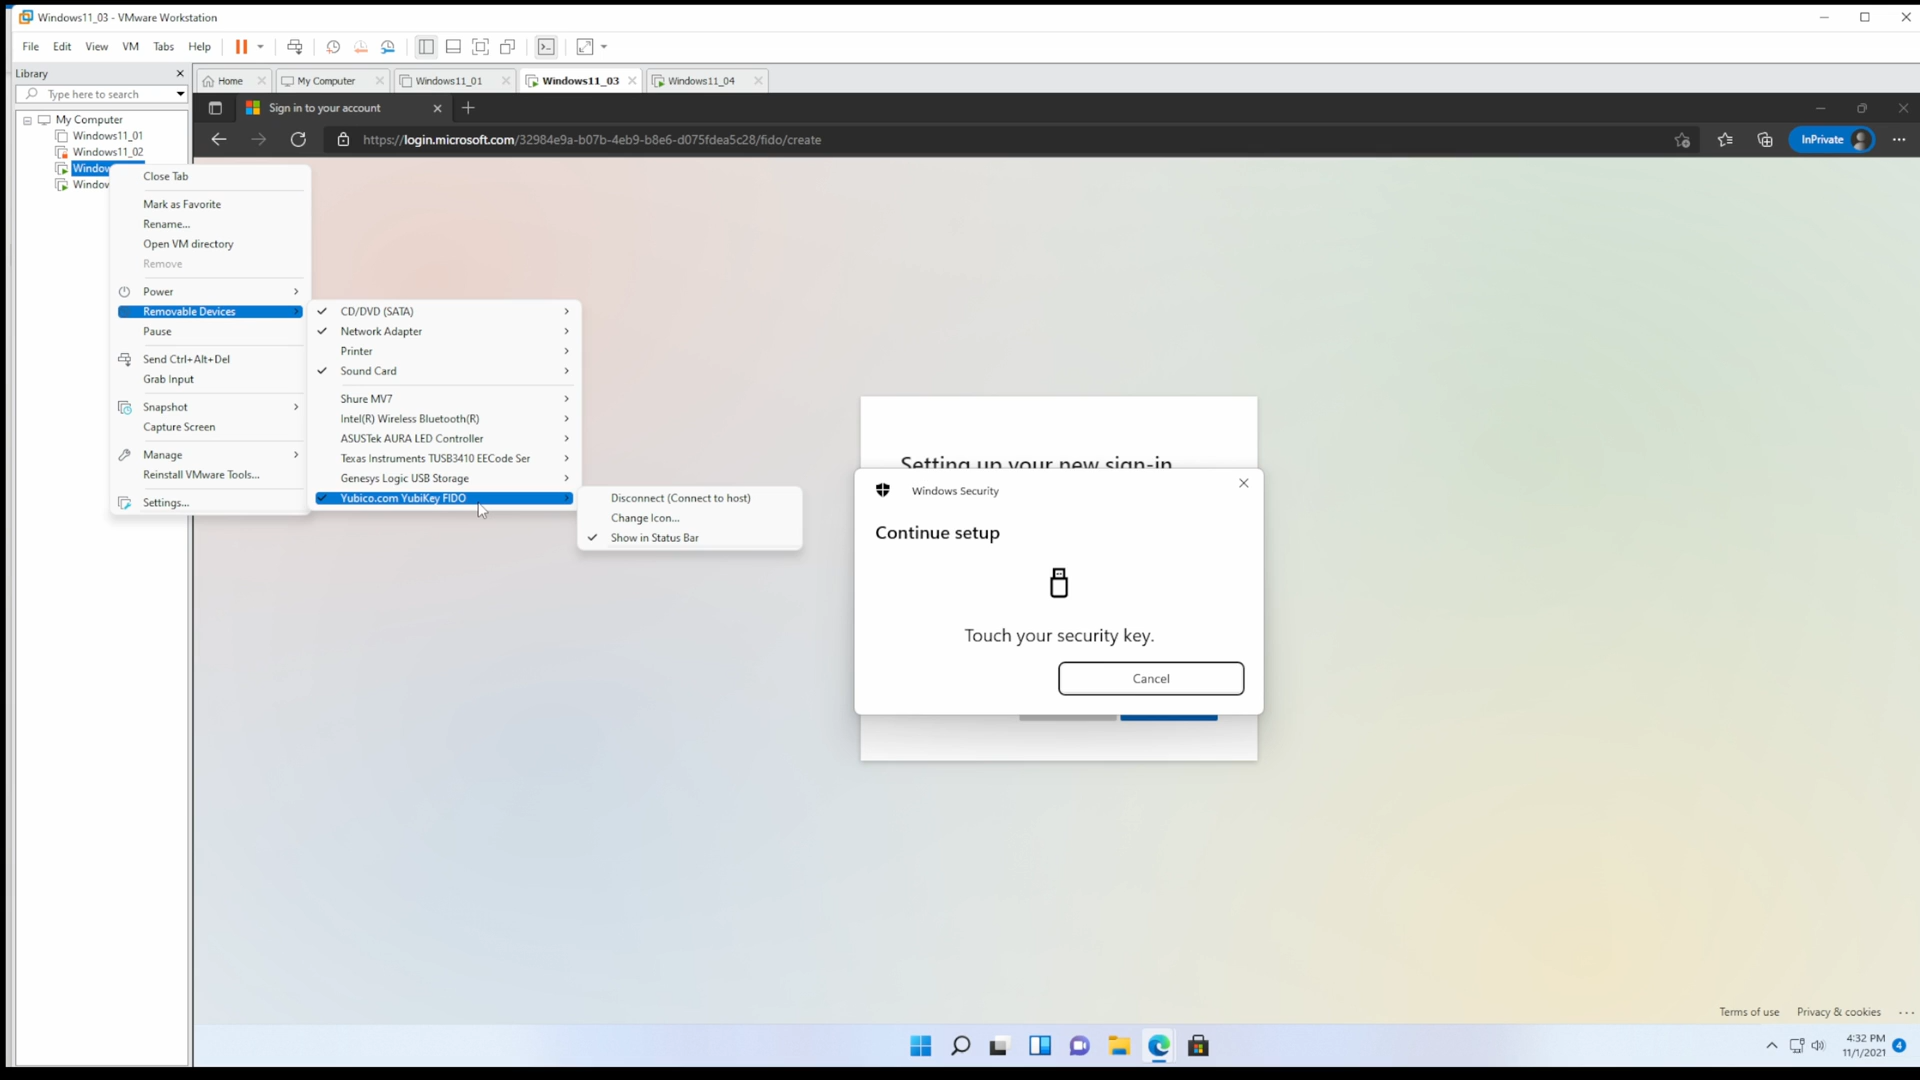 Windows11_03 - VMware Workstation
File Edit View VM Tabs Help
Library
Type here to search
My Computer
Windows11_01
Windows11_02
Window
Window
Home
My Computer
Windows11_01
Windows11_03
Windows11_04
Sign in to your account
https://login.microsoft.com/32984e9a-b07b-4eb9-b8e6-d075fdea5c28/fido/create
InPrivate
Close Tab
Mark as Favorite
Rename...
Open VM directory
Remove
Power
Removable Devices
Pause
Send Ctrl+Alt+Del
Grab Input
Snapshot
Capture Screen
Manage
Reinstall VMware Tools...
Settings...
CD/DVD (SATA)
Network Adapter
Printer
Sound Card
Shure MV7
Intel(R) Wireless Bluetooth(R)
ASUSTek AURA LED Controller
Texas Instruments TUSB3410 EECode Ser
Genesys Logic USB Storage
Yubico.com YubiKey FIDO
Disconnect (Connect to host)
Change Icon...
Show in Status Bar
Setting up your new sign-in
Windows Security
Continue setup
Touch your security key.
Cancel
Terms of use Privacy & cookies ...
4:32 PM
11/1/2021
4